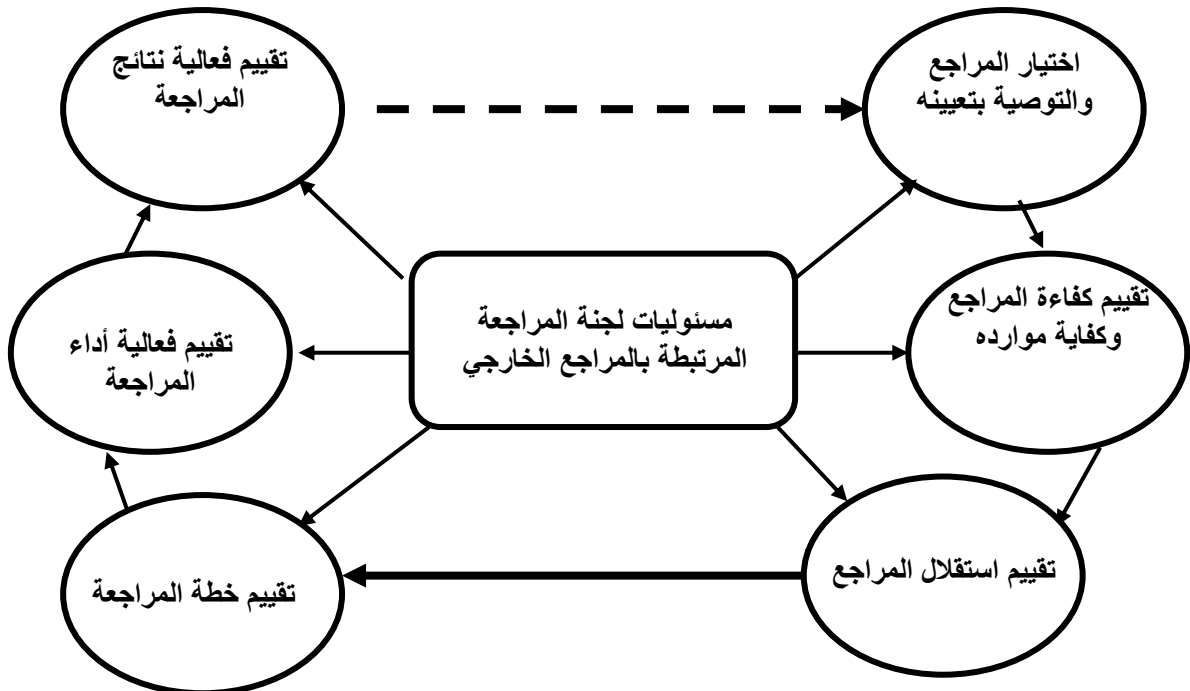 اختيار المراجع
والتوصية بتعيينه
تقييم فعالية نتائج
المراجعة
تقييم كفاءة المراجع
وكفاية موارده
مسئوليات لجنة المراجعة
المرتبطة بالمراجع الخارجي
تقييم فعالية أداء
المراجعة
تقييم استقلال المراجع
تقييم خطة المراجعة